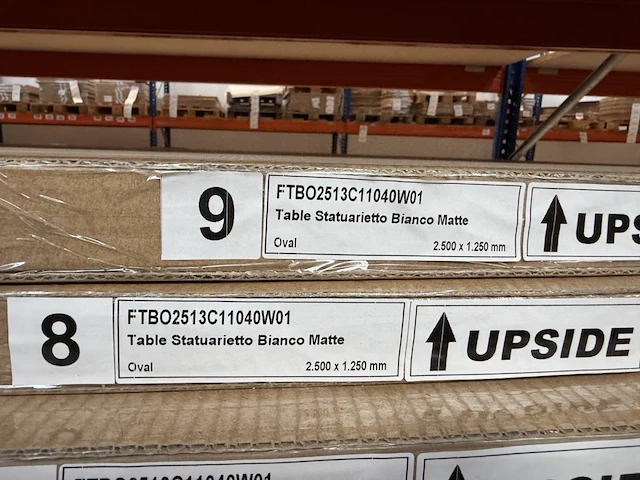 9
FTBO2513C11040W01
Table Statuarietto Bianco Matte
Oval
2.500 x 1.250 mm
8
FTBO2513C11040W01
Table Statuarietto Bianco Matte
Oval
2.500 x 1.250 mm
UPSIDE